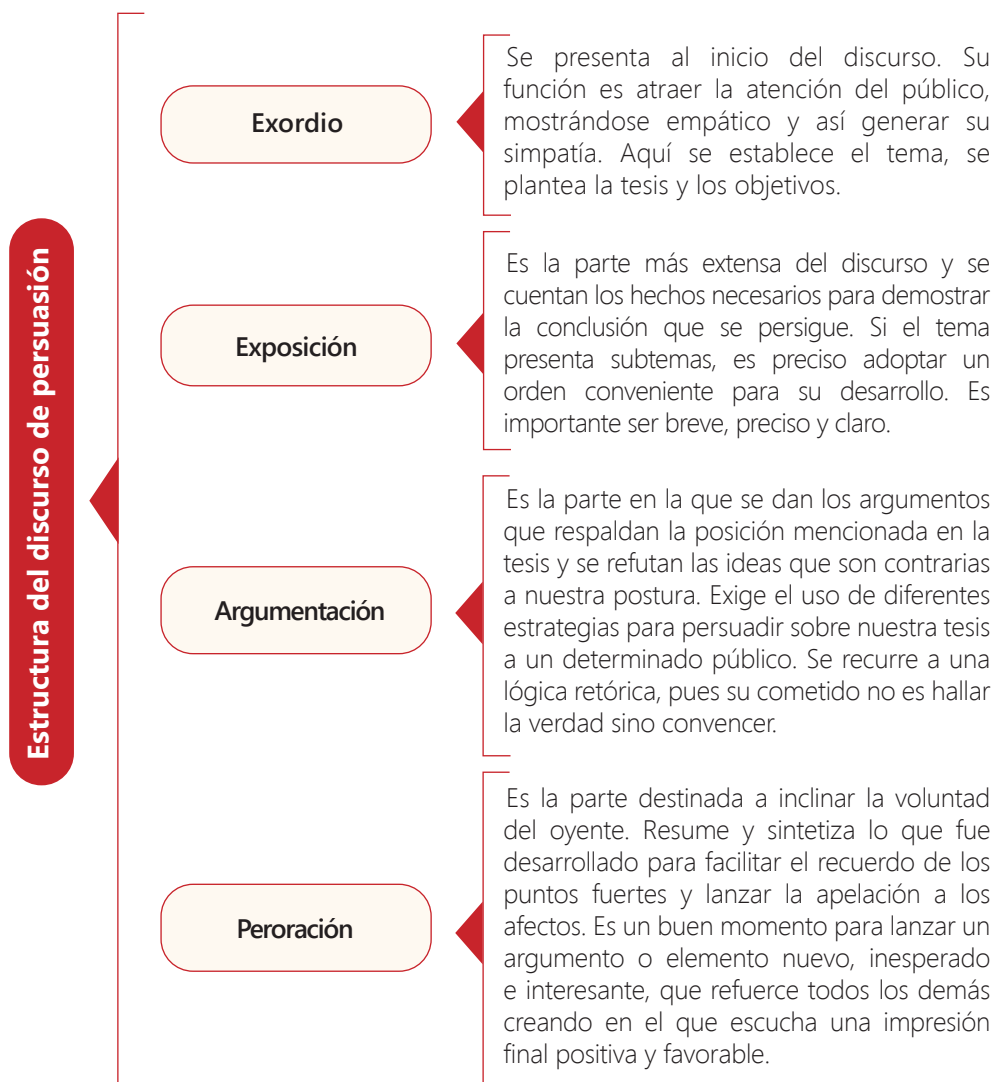 Estructura del discurso de persuasión
Exordio
Se presenta al inicio del discurso. Su
función es atraer la atención del público,
mostrándose empático y así generar su
simpatía. Aquí se establece el tema, se
plantea la tesis y los objetivos.
Exposición
Es la parte más extensa del discurso y se
cuentan los hechos necesarios para demostrar
la conclusión que se persigue. Si el tema
presenta subtemas, es preciso adoptar un
orden conveniente para su desarrollo. Es
importante ser breve, preciso y claro.
Argumentación
Es la parte en la que se dan los argumentos
que respaldan la posición mencionada en la
tesis y se refutan las ideas que son contrarias
a nuestra postura. Exige el uso de diferentes
estrategias para persuadir sobre nuestra tesis
a un determinado público. Se recurre a una
lógica retórica, pues su cometido no es hallar
la verdad sino convencer.
Peroración
Es la parte destinada a inclinar la voluntad
del oyente. Resume y sintetiza lo que fue
desarrollado para facilitar el recuerdo de los
puntos fuertes y lanzar la apelación a los
afectos. Es un buen momento para lanzar un
argumento o elemento nuevo, inesperado
e interesante, que refuerce todos los demás
creando en el que escucha una impresión
final positiva y favorable.